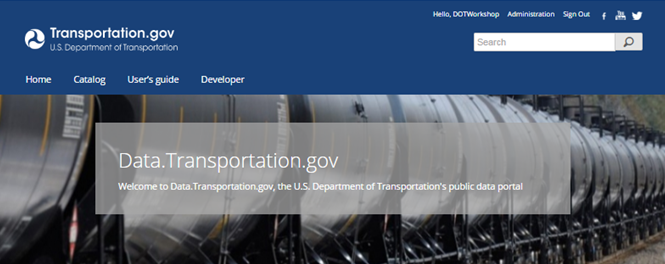 Hello, DOTWorkshop Administration Sign Out
Transportation.gov
U.S. Department of Transportation
Search
Home Catalog User's guide Developer
Data.Transportation.gov
Welcome to Data.Transportation.gov, the U.S. Department of Transportation's public data portal